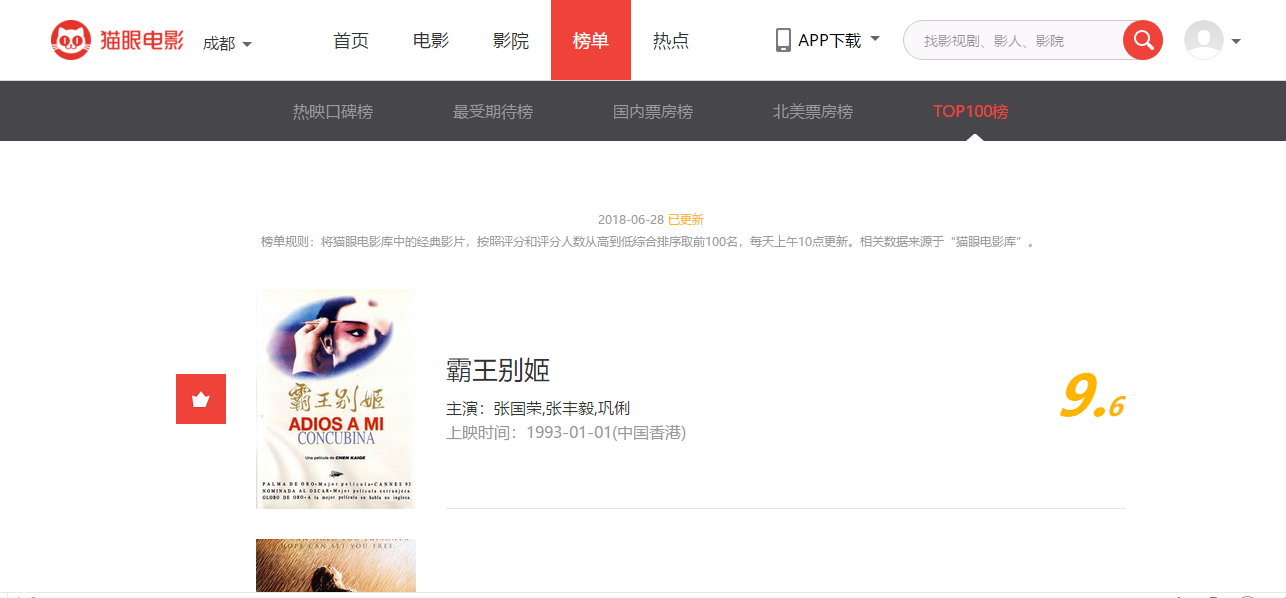 猫眼电影 成都 首页 电影 影院 榜单 热点 APP下载 找影视剧、影人、影院
热映口碑榜 最受期待榜 国内票房榜 北美票房榜 TOP100榜
2018-06-28 已更新
榜单规则：将猫眼电影库中的经典影片，按照评分和评分人数从高到低综合排序取前100名，每天上午10点更新。相关数据来源于“猫眼电影库”。
霸王别姬
ADIOS A MI
CONCUBINA
Una película de CHEN KAIGE
PALMA DE ORO•Mejor película•CANNES 93
NOMINADA AL OSCAR•Mejor película extranjera
GLOBO DE ORO•A la mejor película en habla no inglesa
霸王别姬
主演：张国荣,张丰毅,巩俐
上映时间：1993-01-01(中国香港)
9.6
HOPE CAN SET YOU FREE.